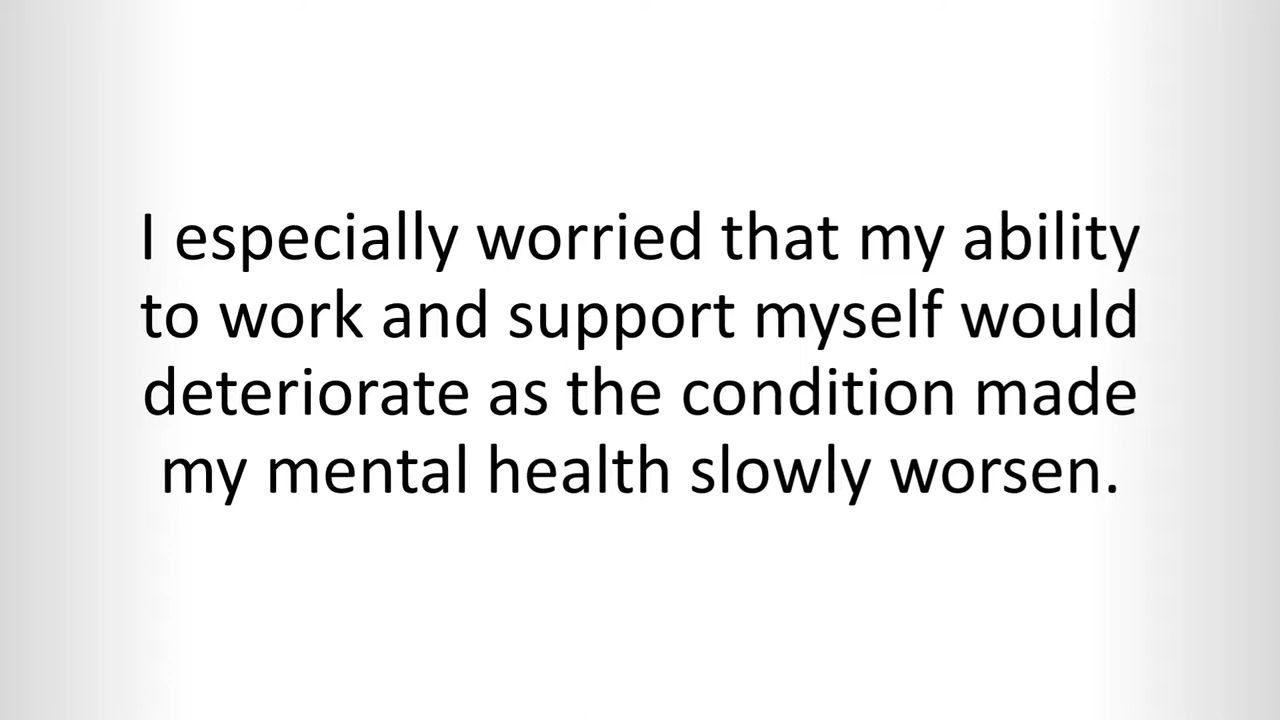 I especially worried that my ability
to work and support myself would
deteriorate as the condition made
my mental health slowly worsen.